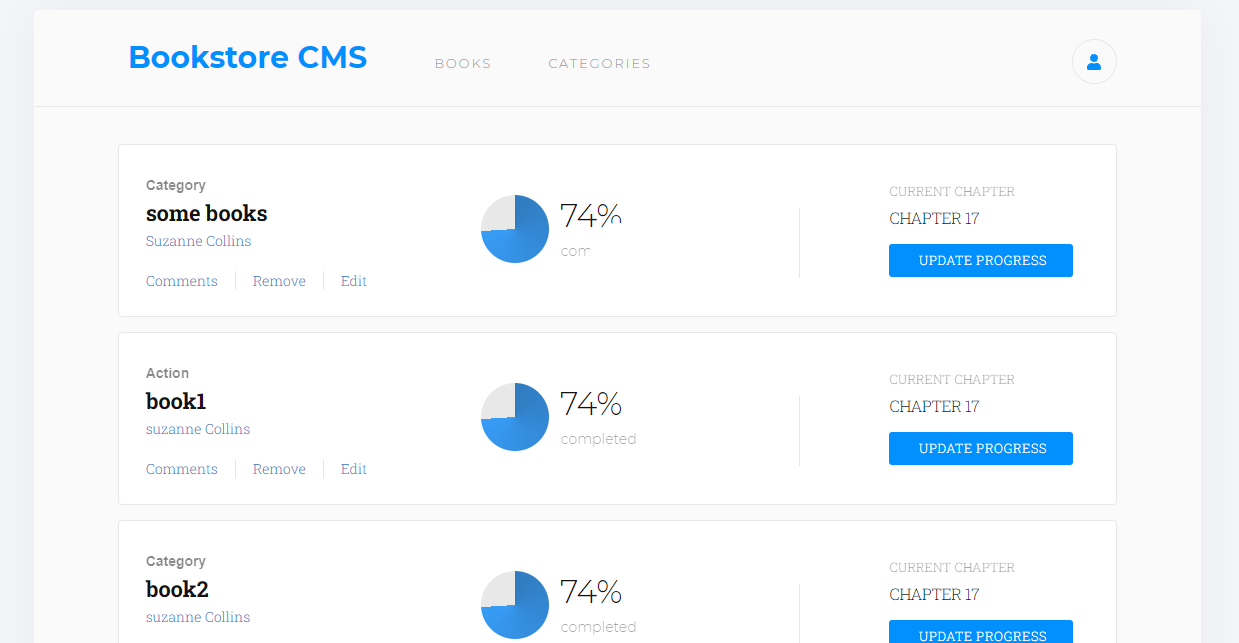 Bookstore CMS
BOOKS
CATEGORIES
Category
some books
Suzanne Collins
Comments
Remove
Edit
74%
com
CURRENT CHAPTER
CHAPTER 17
UPDATE PROGRESS
Action
book1
suzanne Collins
Comments
Remove
Edit
74%
completed
CURRENT CHAPTER
CHAPTER 17
UPDATE PROGRESS
Category
book2
suzanne Collins
74%
completed
CURRENT CHAPTER
CHAPTER 17
UPDATE PROGRESS